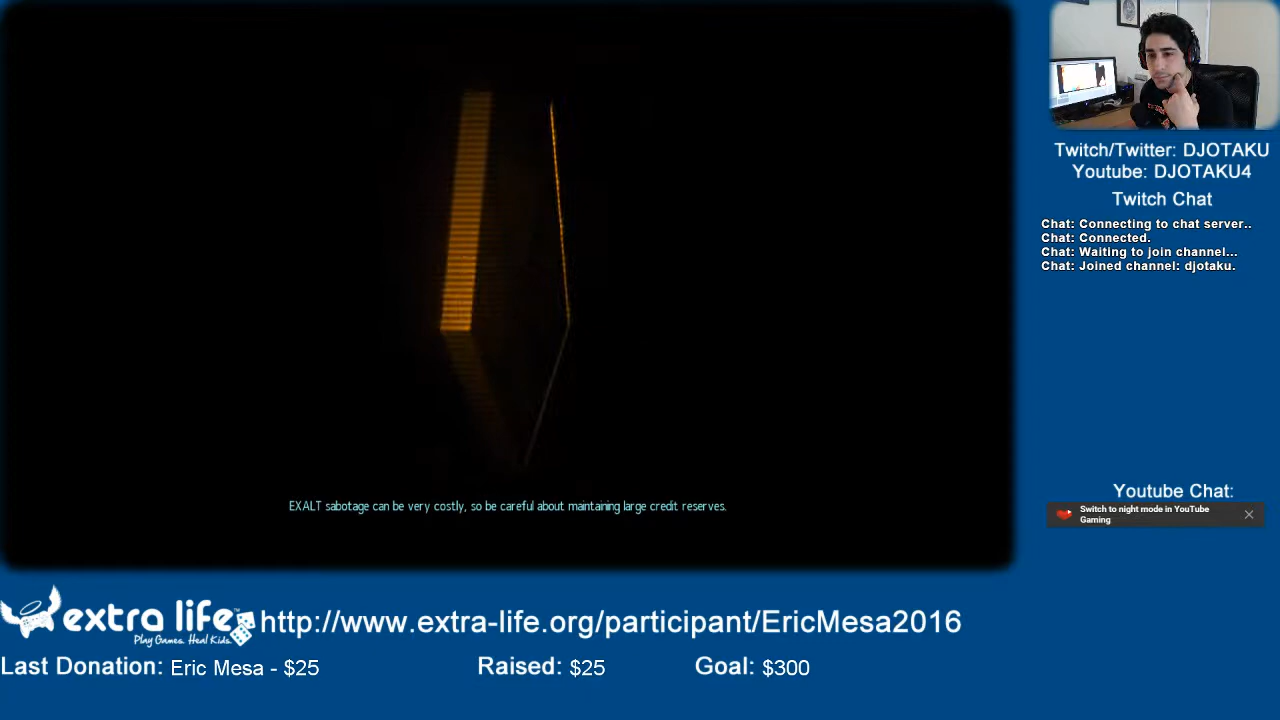 Twitch/Twitter: DJOTAKU
Youtube: DJOTAKU4
Twitch Chat
Chat: Connecting to chat server..
Chat: Connected.
Chat: Waiting to join channel...
Chat: Joined channel: djotaku.
EXALT sabotage can be very costly, so be careful about maintaining large credit reserves.
Youtube Chat:
Switch to night mode in YouTube
Gaming
extra life
Play Games. Heal Kids.
http://www.extra-life.org/participant/EricMesa2016
Last Donation: Eric Mesa - $25
Raised: $25
Goal: $300